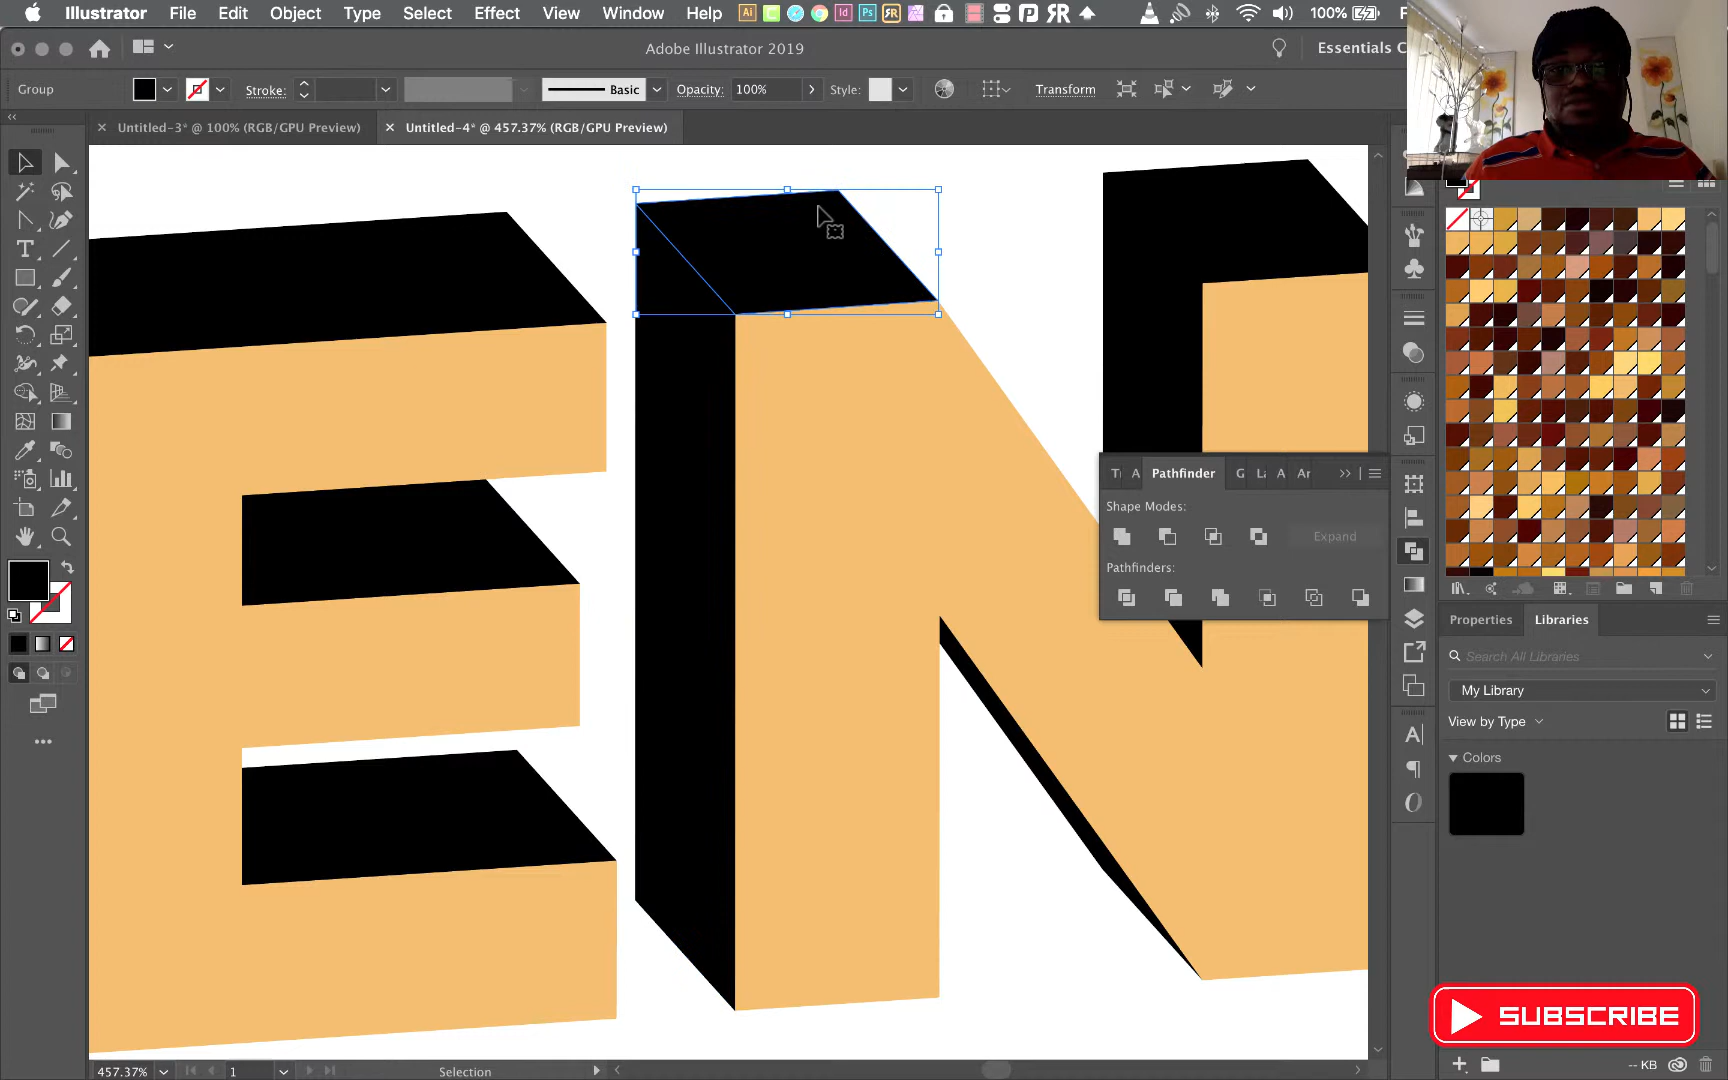 Illustrator File Edit Object Type Select Effect View Window Help 100%
Adobe Illustrator 2019
Essentials C
Group Stroke: Basic Opacity: 100% Style: Transform
Untitled-3* @ 100% (RGB/GPU Preview) Untitled-4* @ 457.37% (RGB/GPU Preview)
Pathfinder
Shape Modes:
Expand
Pathfinders:
Properties Libraries
Search All Libraries
My Library
View by Type
Colors
EN
SUBSCRIBE
-- KB
457.37% 1 Selection